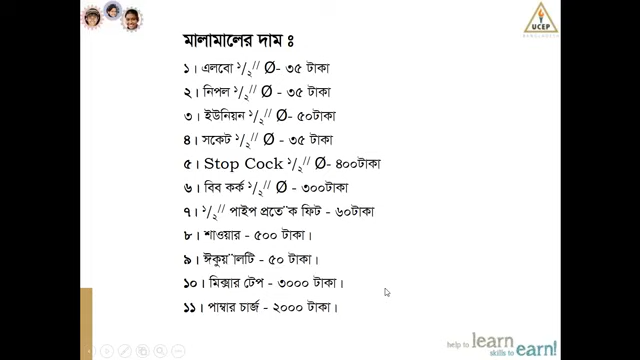 UCEP
BANGLADESH
মালামালের দাম ঃ
১। এলবো ১/২" Ø- ৩৫ টাকা
২। নিপল ১/২" Ø - ৩৫ টাকা
৩। ইউনিয়ন ১/২" Ø- ৫০টাকা
৪। সকেট ১/২" Ø - ৩৫ টাকা
৫। Stop Cock ১/২" Ø- ৪০০টাকা
৬। বিব কর্ক ১/২" Ø - ৩০০টাকা
৭। ১/২" পাইপ প্রতে¨ক ফিট - ৬০টাকা
৮। শাওয়ার - ৫০০ টাকা।
৯। ঈকুয়¨ালটি - ৫০ টাকা।
১০। মিক্সার টেপ - ৩০০০ টাকা।
১১। পাম্বার চার্জ - ২০০০ টাকা।
help to learn
skills to earn!